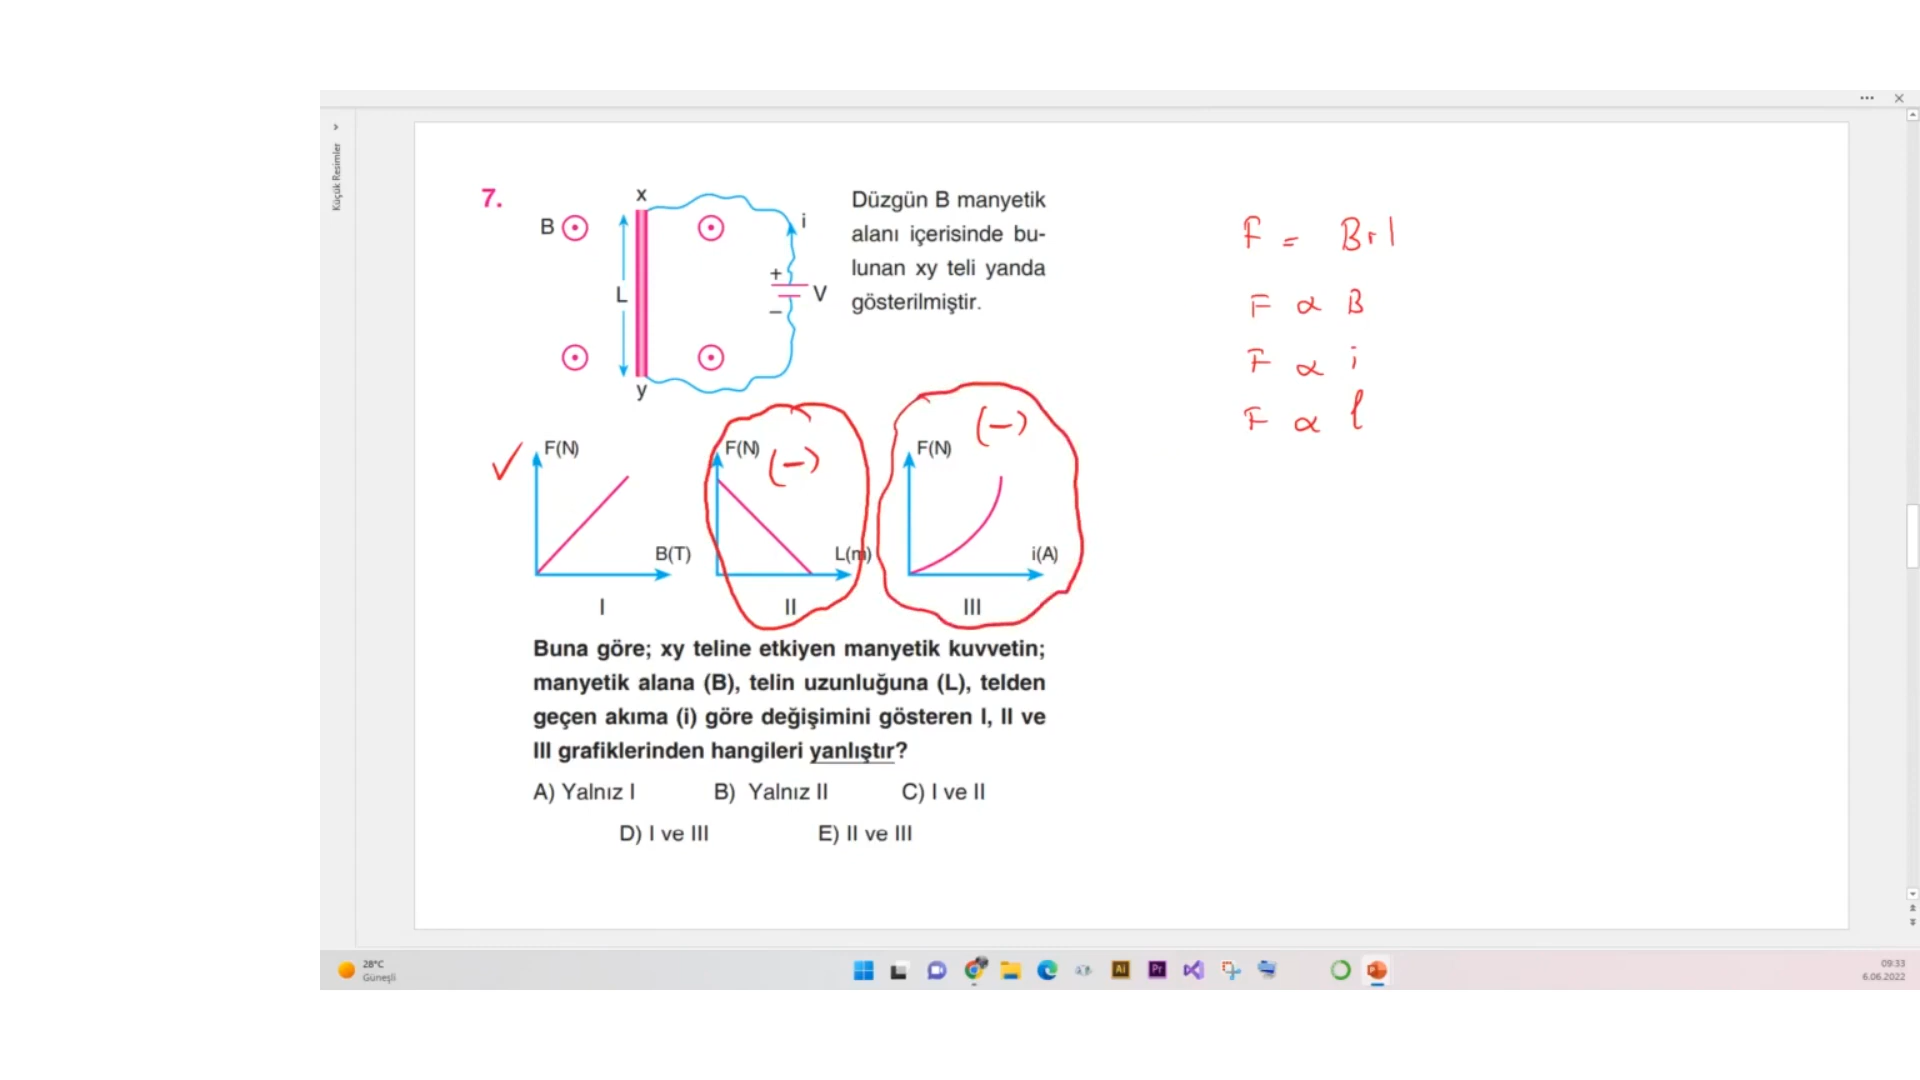 Küçük Resimler
7.
x
B
i
L
+
V
−
y
Düzgün B manyetik
alanı içerisinde bu-
lunan xy teli yanda
gösterilmiştir.
F = B i l
F α B
F α i
F α l
✓
F(N)
B(T)
I
F(N)
(−)
L(m)
II
F(N)
(−)
i(A)
III
Buna göre; xy teline etkiyen manyetik kuvvetin;
manyetik alana (B), telin uzunluğuna (L), telden
geçen akıma (i) göre değişimini gösteren I, II ve
III grafiklerinden hangileri yanlıştır?
A) Yalnız I B) Yalnız II C) I ve II
D) I ve III E) II ve III
28°C
Güneşli
Ai
Pr
09:33
6.06.2022